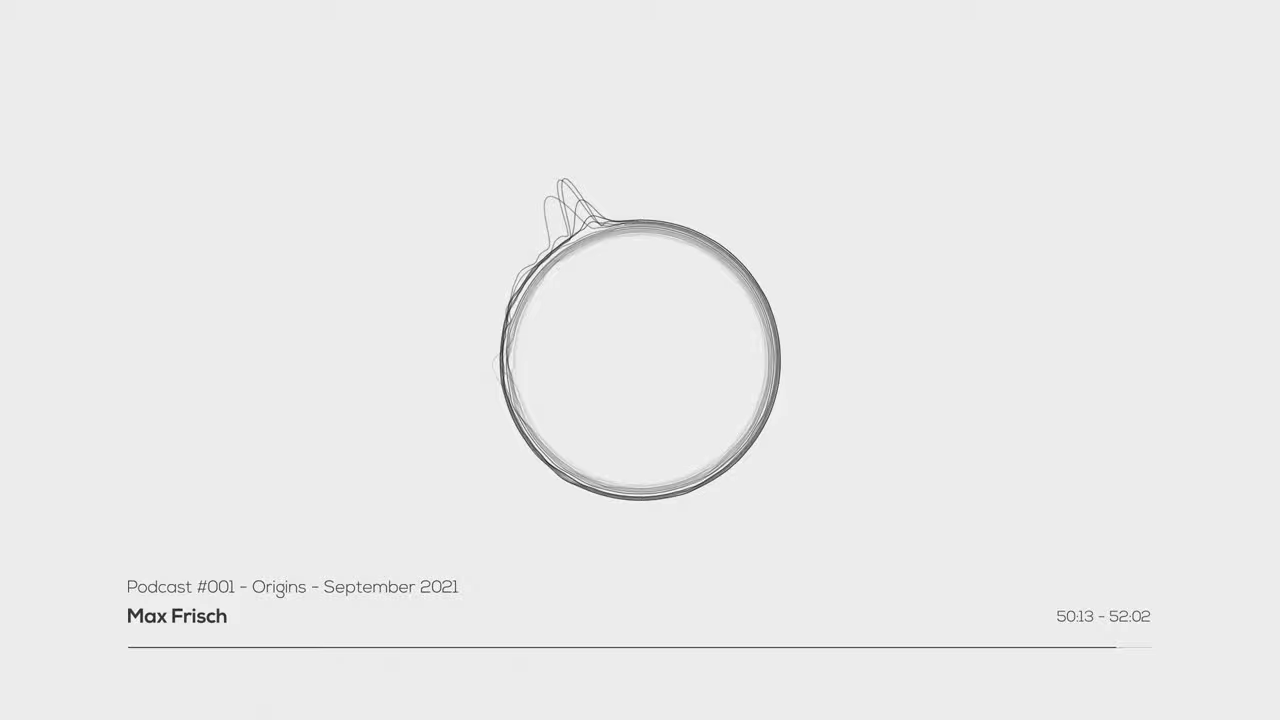 Podcast #001 - Origins - September 2021
Max Frisch
50:13 - 52:02